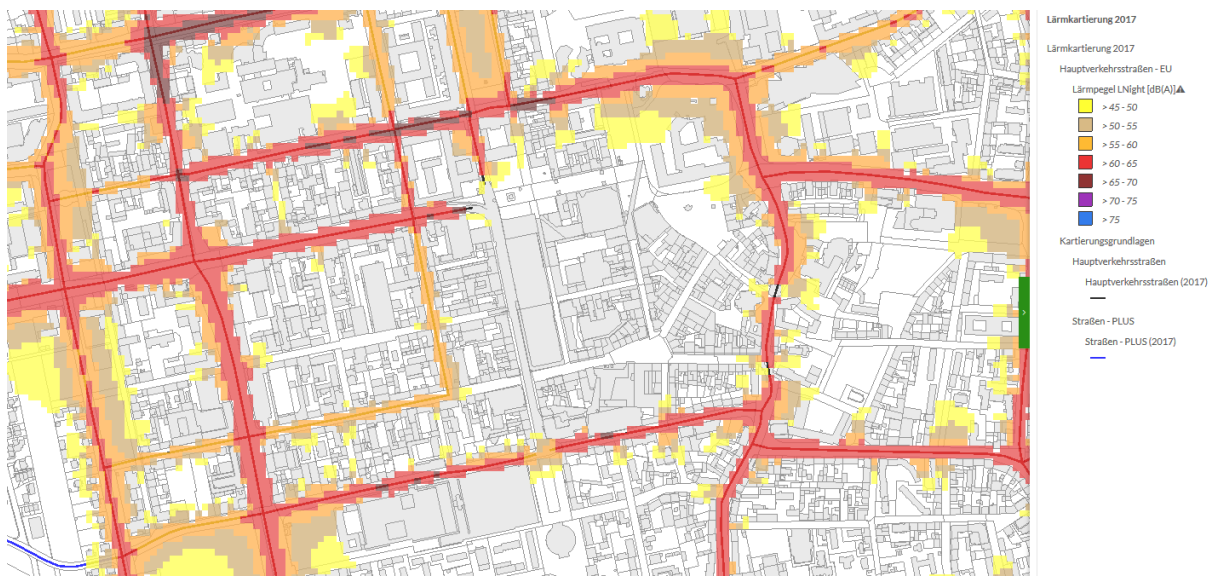 Lärmkartierung 2017
Lärmkartierung 2017
Hauptverkehrsstraßen - EU
Lärmpegel LNight [dB(A)]
> 45 - 50
> 50 - 55
> 55 - 60
> 60 - 65
> 65 - 70
> 70 - 75
> 75
Kartierungsgrundlagen
Hauptverkehrsstraßen
Hauptverkehrsstraßen (2017)
Straßen - PLUS
Straßen - PLUS (2017)